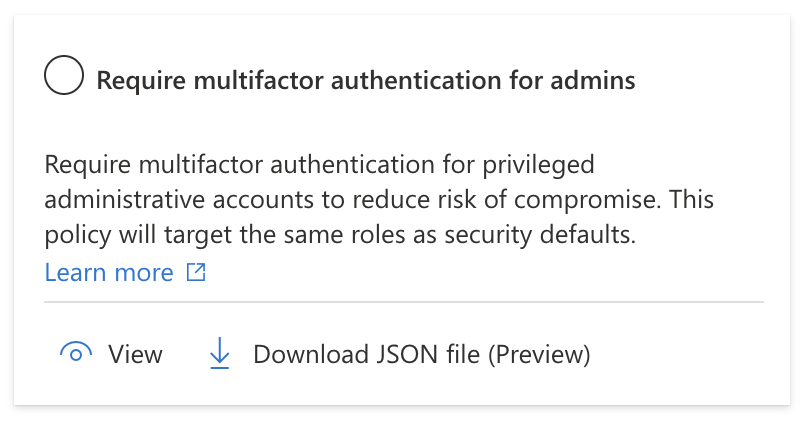 Require multifactor authentication for admins
Require multifactor authentication for privileged
administrative accounts to reduce risk of compromise. This
policy will target the same roles as security defaults.
Learn more
View
Download JSON file (Preview)